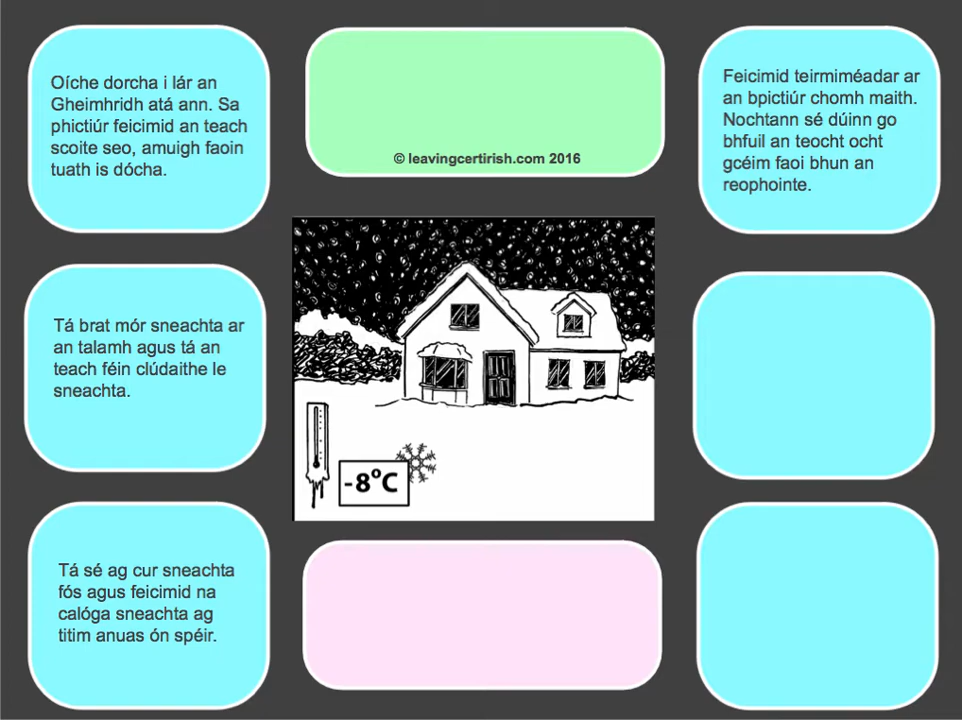 Oíche dorcha i lár an
Gheimhridh atá ann. Sa
phictiúr feicimid an teach
scoite seo, amuigh faoin
tuath is dócha.
Tá brat mór sneachta ar
an talamh agus tá an
teach féin clúdaithe le
sneachta.
Tá sé ag cur sneachta
fós agus feicimid na
calóga sneachta ag
titim anuas ón spéir.
© leavingcertirish.com 2016
-8°C
Feicimid teirmiméadar ar
an bpictiúr chomh maith.
Nochtann sé dúinn go
bhfuil an teocht ocht
gcéim faoi bhun an
reophointe.